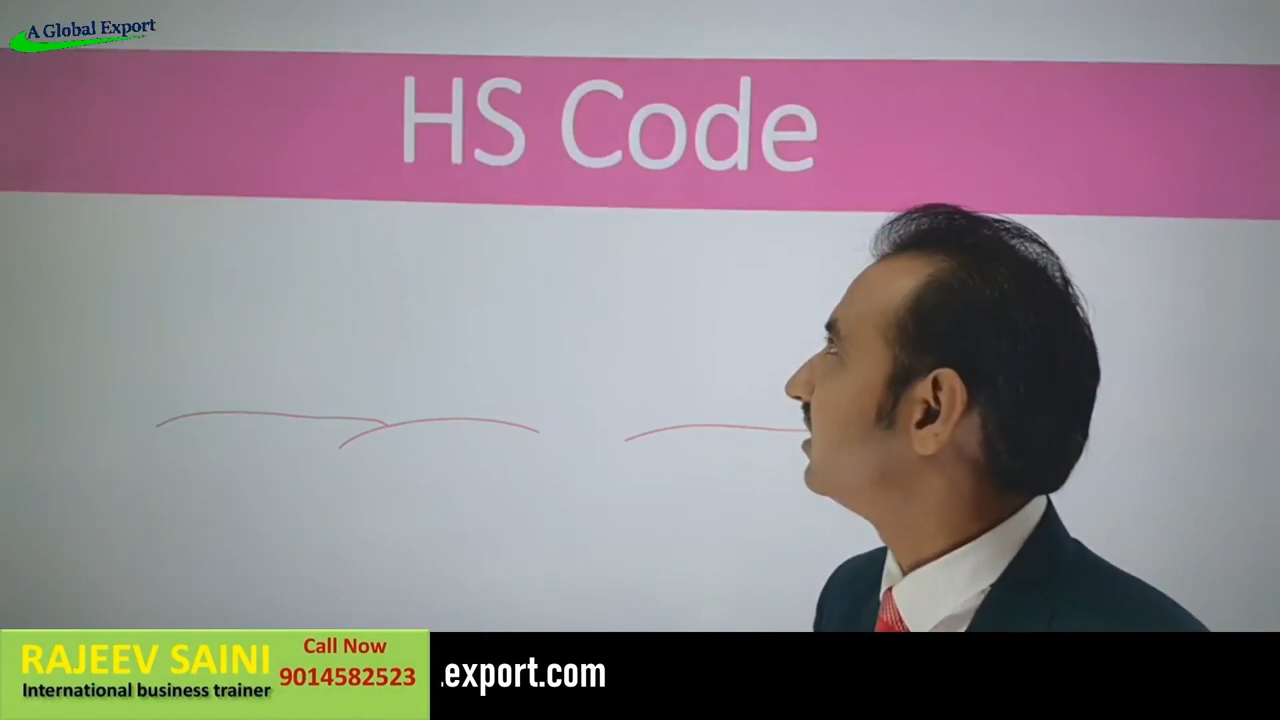 A Global Export
HS Code
RAJEEV SAINI
International business trainer
Call Now
9014582523
.export.com